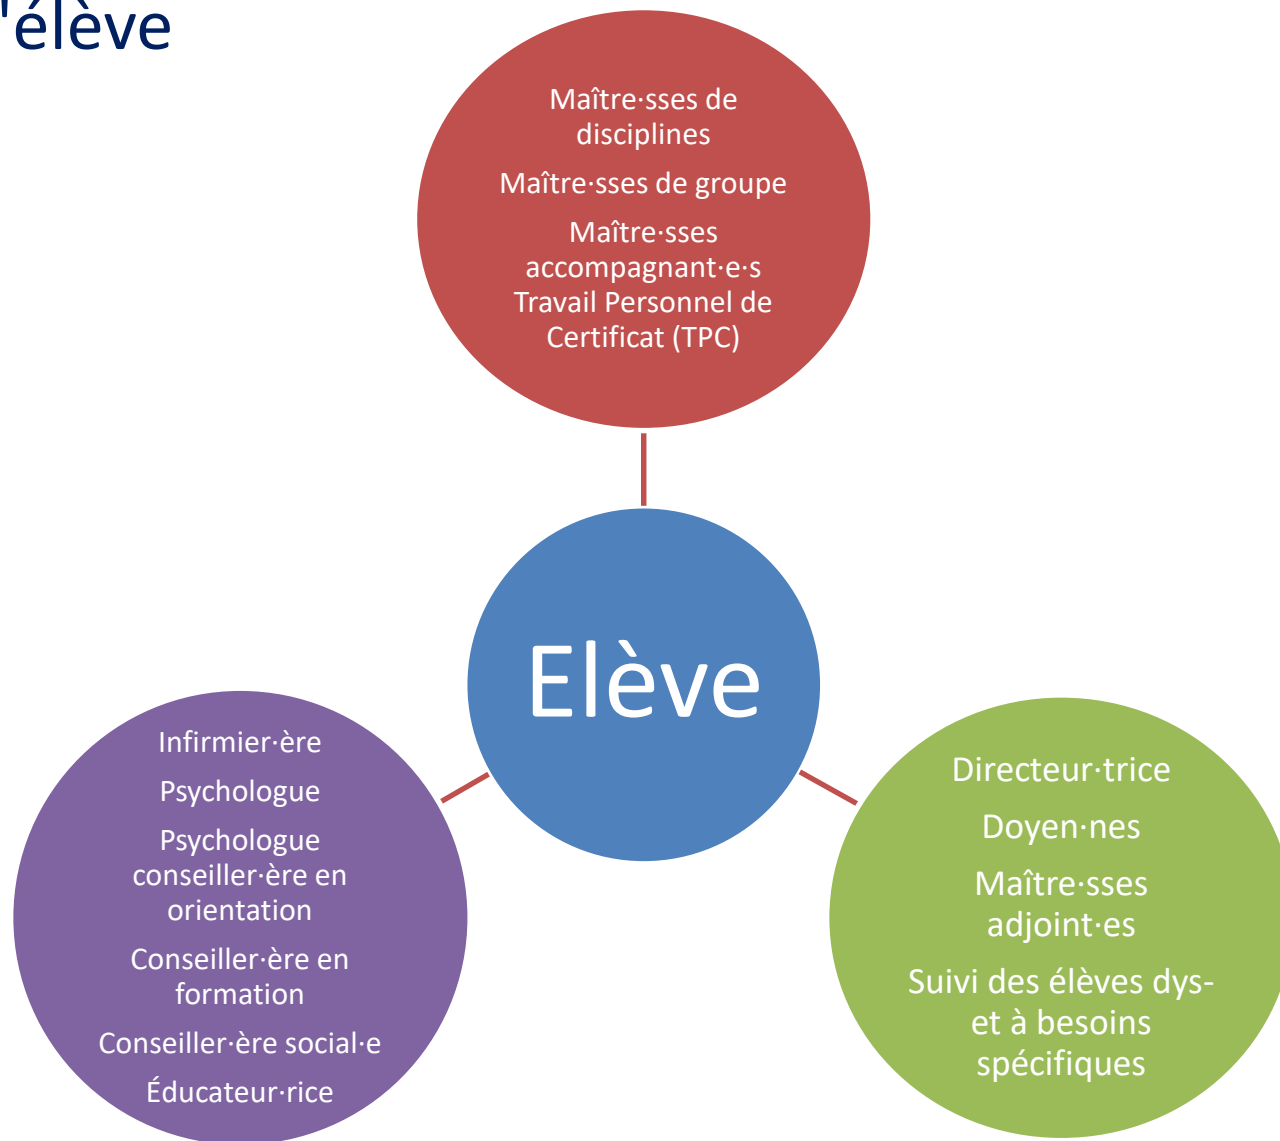 'élève
Maître·sses de
disciplines
Maître·sses de groupe
Maître·sses
accompagnant·e·s
Travail Personnel de
Certificat (TPC)
Elève
Infirmier·ère
Psychologue
Psychologue
conseiller·ère en
orientation
Conseiller·ère en
formation
Conseiller·ère social·e
Éducateur·rice
Directeur·trice
Doyen·nes
Maître·sses
adjoint·es
Suivi des élèves dys-
et à besoins
spécifiques